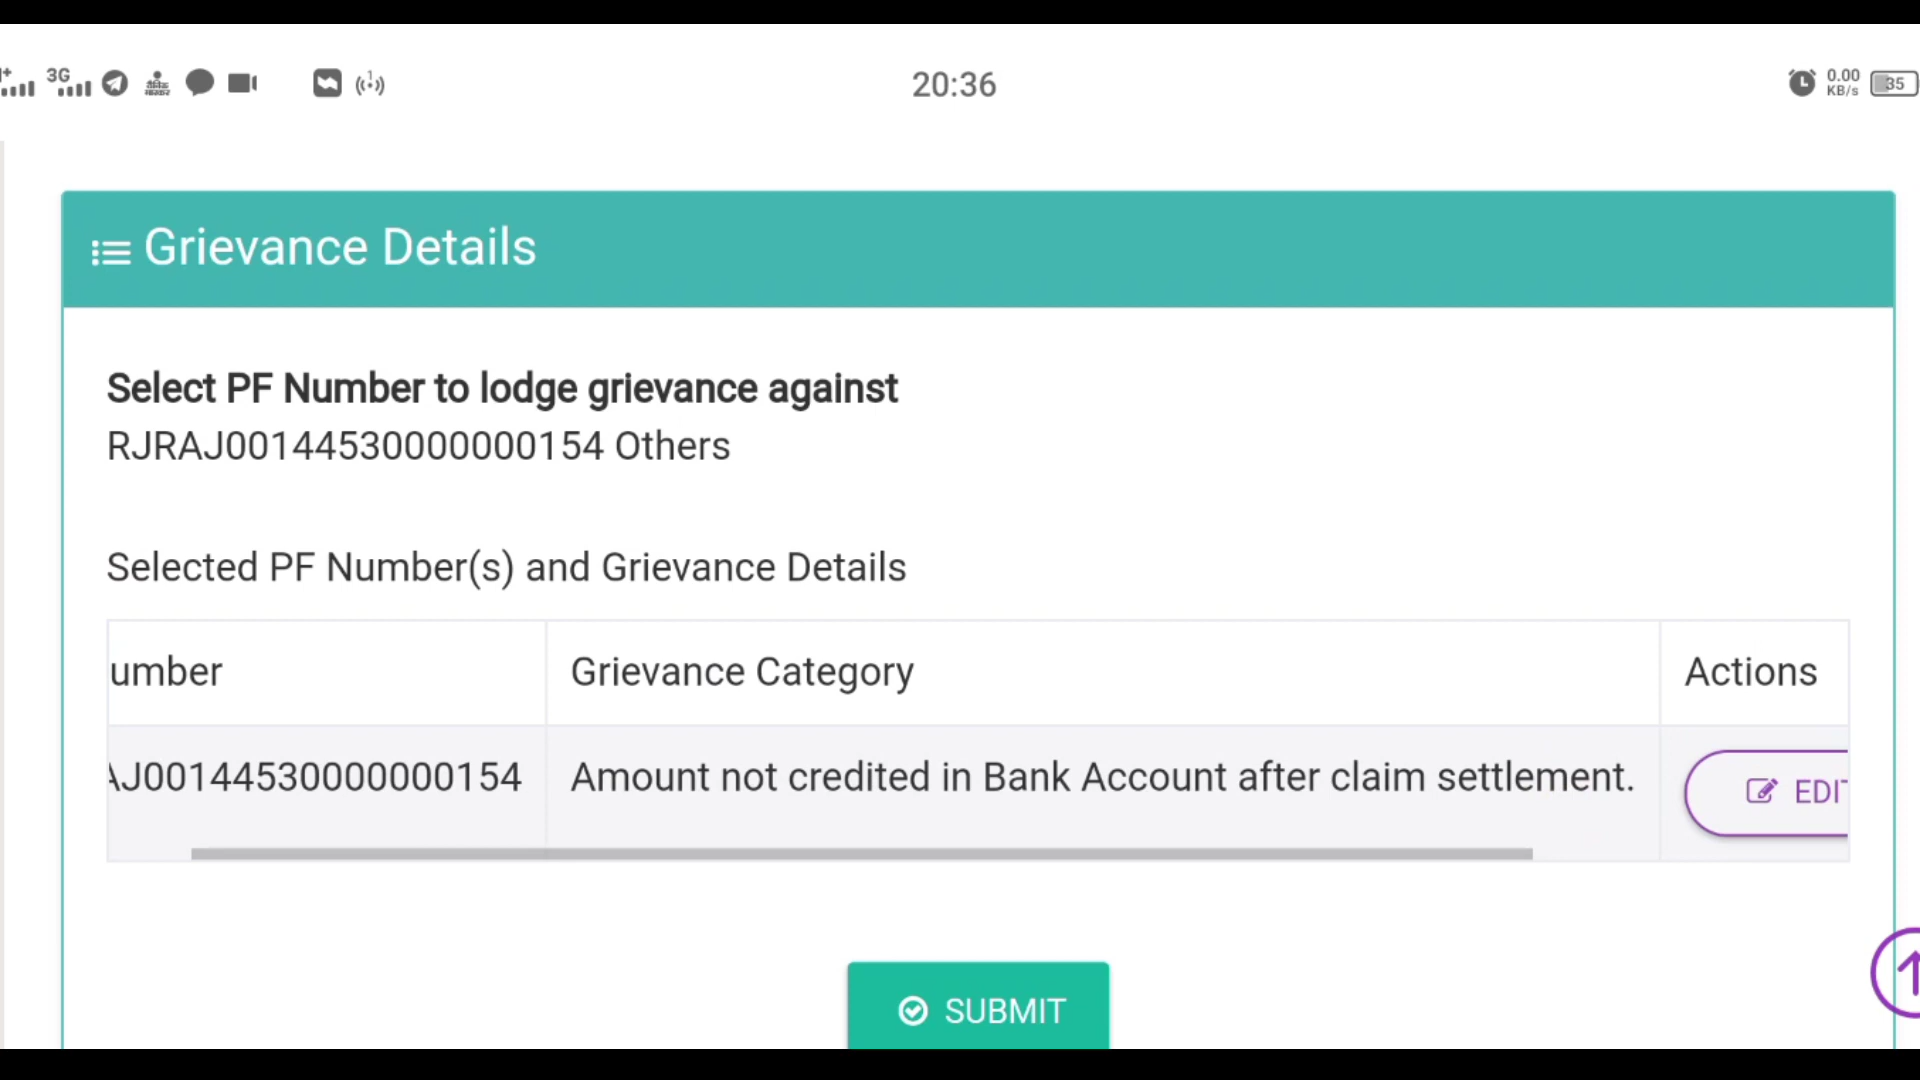 3G
20:36
0.00
KB/s
35
Grievance Details
Select PF Number to lodge grievance against
RJRAJ00144530000000154 Others
Selected PF Number(s) and Grievance Details
umber
Grievance Category
Actions
AJ00144530000000154
Amount not credited in Bank Account after claim settlement.
EDIT
SUBMIT